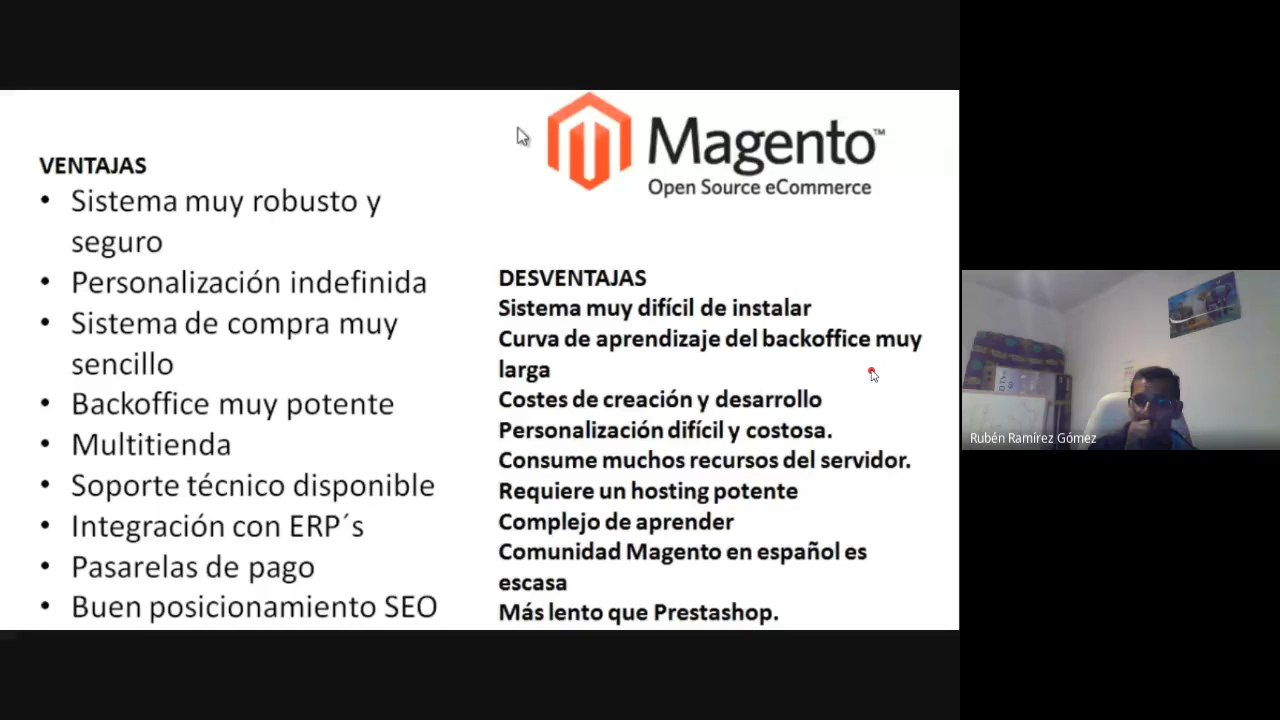 Magento™
Open Source eCommerce
VENTAJAS
• Sistema muy robusto y
seguro
• Personalización indefinida
• Sistema de compra muy
sencillo
• Backoffice muy potente
• Multitienda
• Soporte técnico disponible
• Integración con ERP´s
• Pasarelas de pago
• Buen posicionamiento SEO
DESVENTAJAS
Sistema muy difícil de instalar
Curva de aprendizaje del backoffice muy
larga
Costes de creación y desarrollo
Personalización difícil y costosa.
Consume muchos recursos del servidor.
Requiere un hosting potente
Complejo de aprender
Comunidad Magento en español es
escasa
Más lento que Prestashop.
Rubén Ramírez Gómez